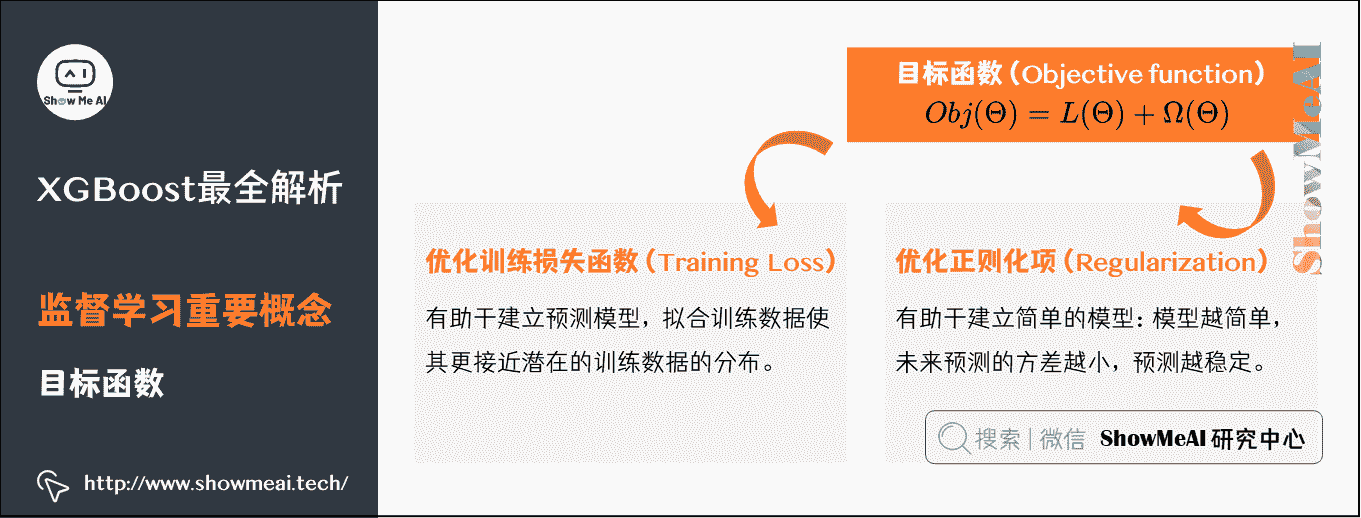 Show Me AI
XGBoost最全解析
监督学习重要概念
目标函数
http://www.showmeai.tech/
目标函数(Objective function)
Obj(Θ) = L(Θ) + Ω(Θ)
ShowMeAI
优化训练损失函数(Training Loss)
有助于建立预测模型，拟合训练数据使
其更接近潜在的训练数据的分布。
优化正则化项(Regularization)
有助于建立简单的模型：模型越简单，
未来预测的方差越小，预测越稳定。
搜索 | 微信 ShowMeAI 研究中心